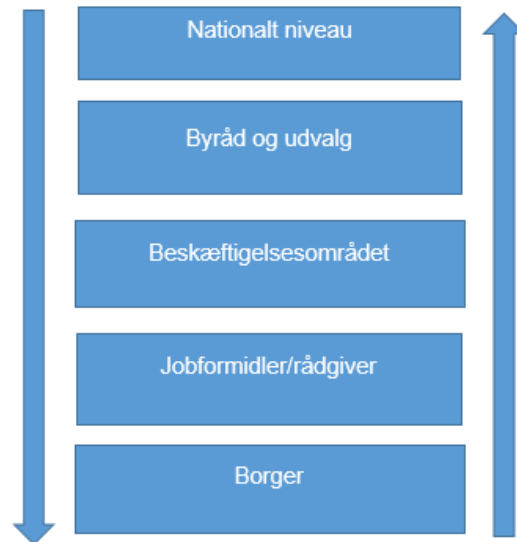 Nationalt niveau
Byråd og udvalg
Beskæftigelsesområdet
Jobformidler/rådgiver
Borger